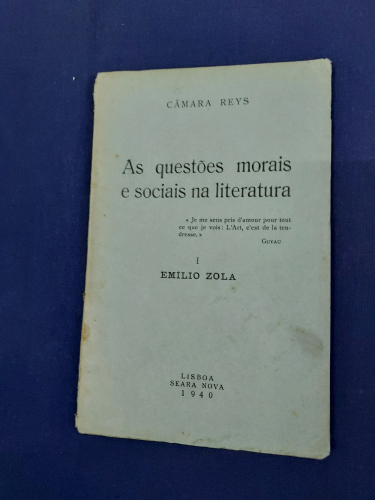 CÂMARA REYS
As questões morais
e sociais na literatura
« Je me sens pris d'amour pour tout
ce que je vois: L'Art, c'est de la ten-
dresse. »
GUYAU
I
EMILIO ZOLA
LISBOA
SEARA NOVA
1940